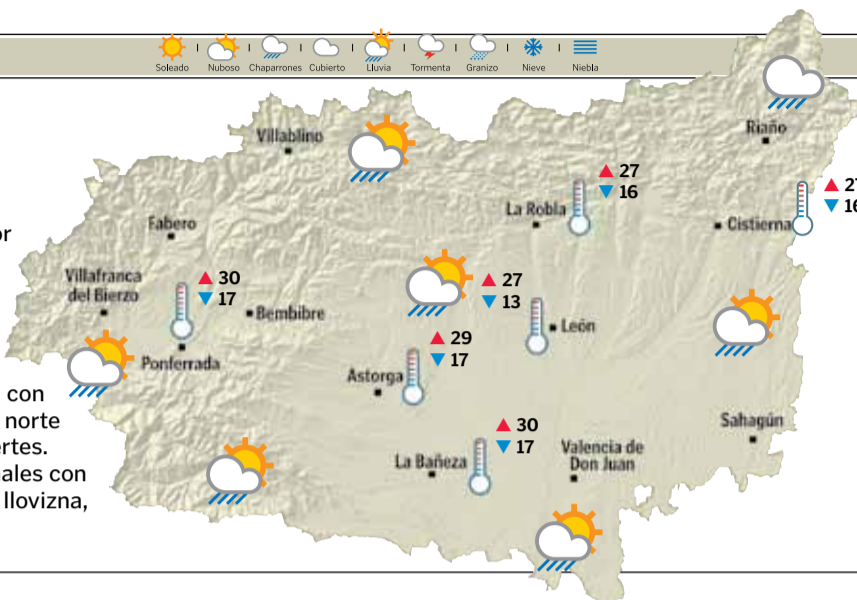 Soleado
Nuboso
Chaparrones
Cubierto
Lluvia
Tormenta
Granizo
Nieve
Niebla
Villablino
Riaño
27
16
La Robla
Cistierna
27
16
or
Fabero
Villafranca
del Bierzo
30
17
Bembibre
27
13
León
Ponferrada
29
17
Astorga
con
norte
ertes.
nales con
llovizna,
30
17
La Bañeza
Valencia de
Don Juan
Sahagún